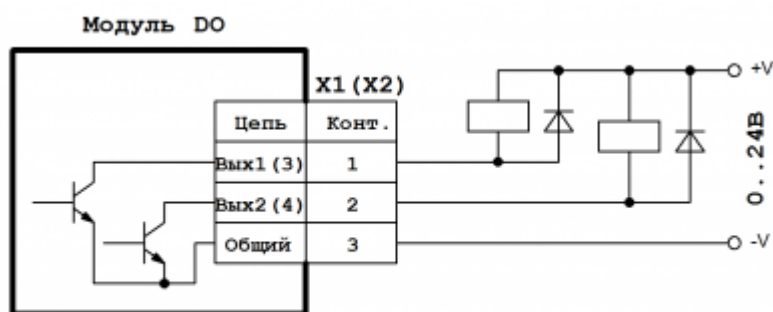 Модуль DO
X1(X2)
Цепь Конт.
Вых1(3) 1
Вых2(4) 2
Общий 3
+V
0..24В
-V